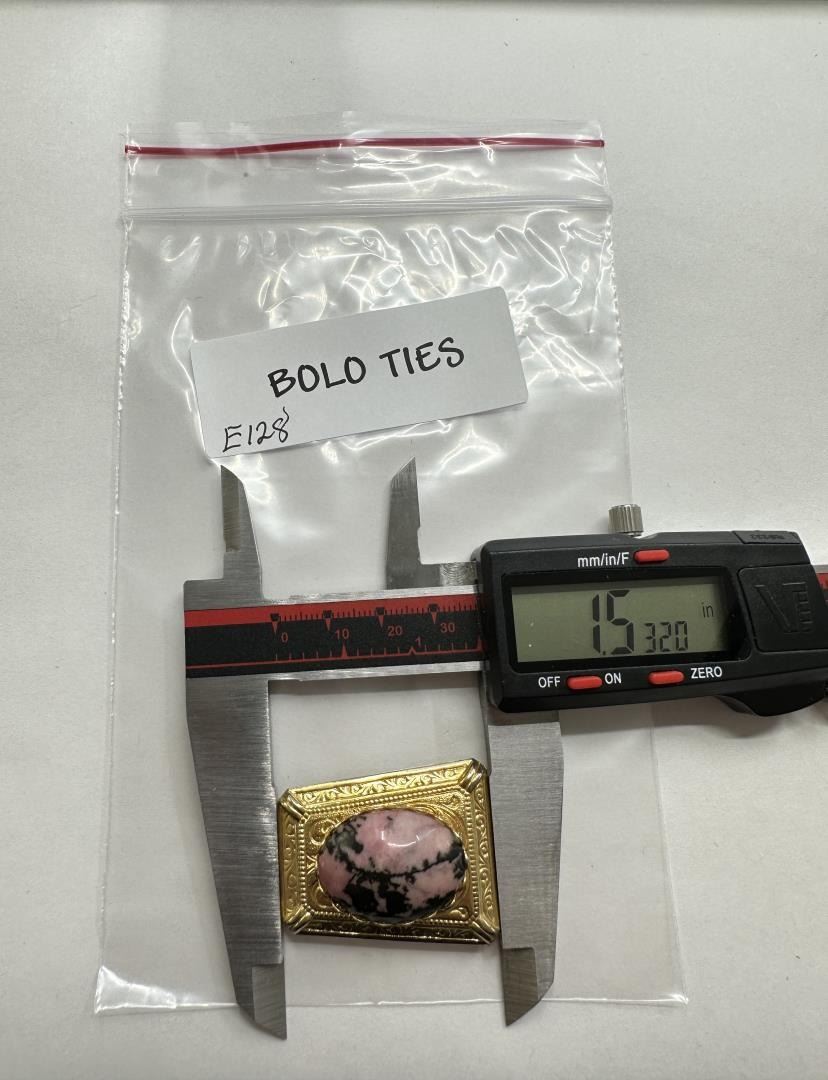 BOLO TIES
E128
mm/in/F
1.5320 in
0 10 20 30
1
OFF ON ZERO